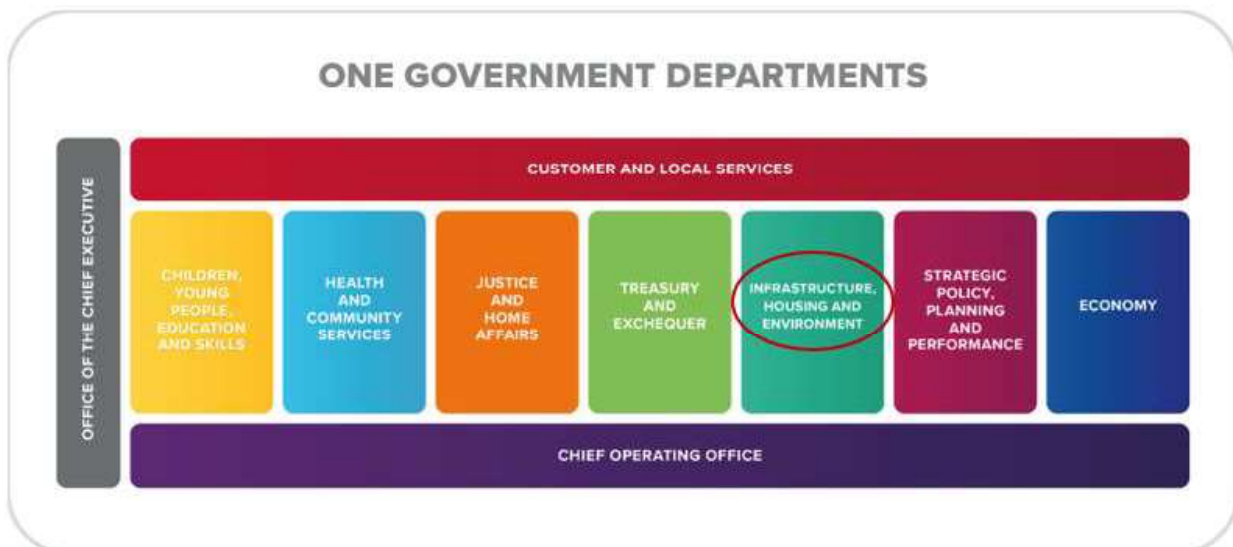 ONE GOVERNMENT DEPARTMENTS
OFFICE OF THE CHIEF EXECUTIVE
CUSTOMER AND LOCAL SERVICES
CHILDREN,
YOUNG
PEOPLE,
EDUCATION
AND SKILLS
HEALTH
AND
COMMUNITY
SERVICES
JUSTICE
AND
HOME
AFFAIRS
TREASURY
AND
EXCHEQUER
INFRASTRUCTURE,
HOUSING AND
ENVIRONMENT
STRATEGIC
POLICY,
PLANNING
AND
PERFORMANCE
ECONOMY
CHIEF OPERATING OFFICE